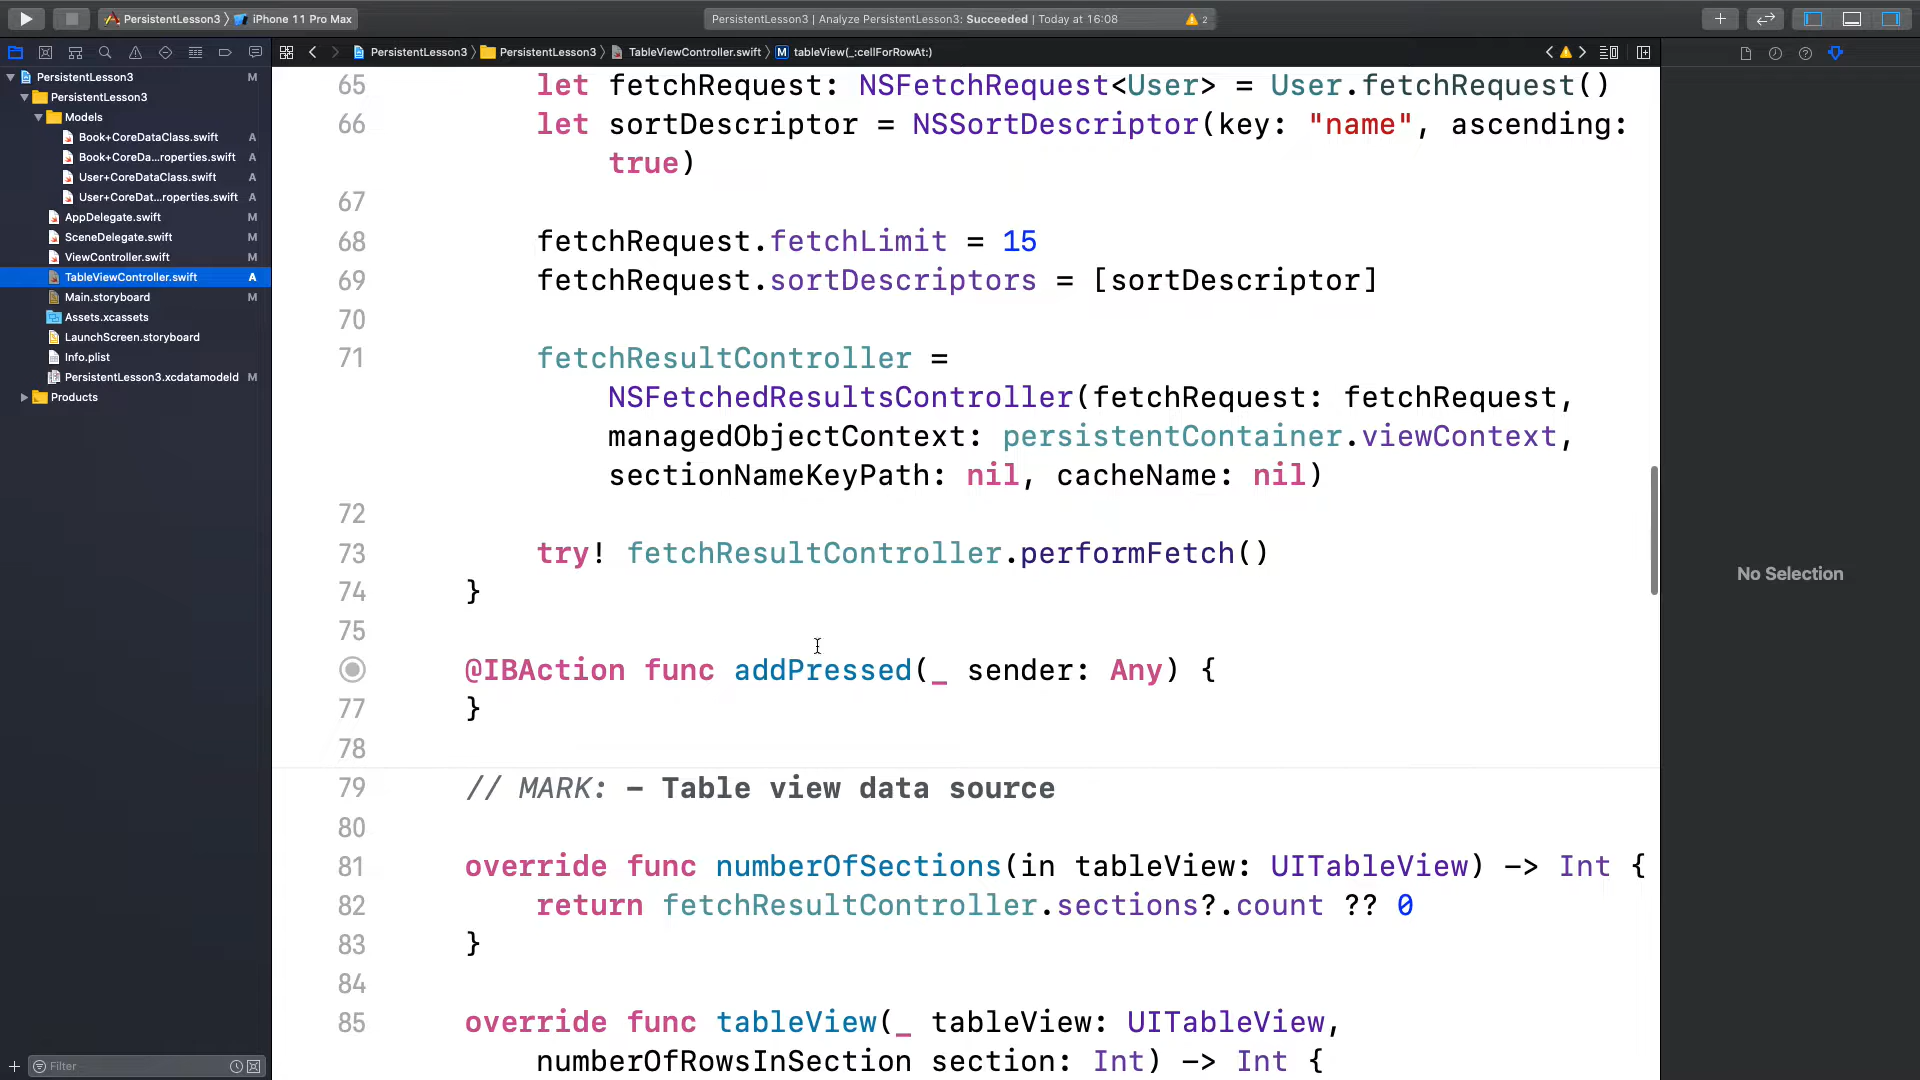 PersistentLesson3 〉 iPhone 11 Pro Max
PersistentLesson3 | Analyze PersistentLesson3: Succeeded | Today at 16:08
2
PersistentLesson3 〉 PersistentLesson3 〉 TableViewController.swift 〉 M tableView(_:cellForRowAt:)
PersistentLesson3 M
PersistentLesson3
Models
Book+CoreDataClass.swift A
Book+CoreDa...roperties.swift A
User+CoreDataClass.swift A
User+CoreDat...roperties.swift A
AppDelegate.swift M
SceneDelegate.swift M
ViewController.swift M
TableViewController.swift A
Main.storyboard M
Assets.xcassets
LaunchScreen.storyboard
Info.plist
PersistentLesson3.xcdatamodeld M
Products
Filter
65 let fetchRequest: NSFetchRequest<User> = User.fetchRequest()
66 let sortDescriptor = NSSortDescriptor(key: "name", ascending:
true)
67
68 fetchRequest.fetchLimit = 15
69 fetchRequest.sortDescriptors = [sortDescriptor]
70
71 fetchResultController =
NSFetchedResultsController(fetchRequest: fetchRequest,
managedObjectContext: persistentContainer.viewContext,
sectionNameKeyPath: nil, cacheName: nil)
72
73 try! fetchResultController.performFetch()
74 }
75
@IBAction func addPressed(_ sender: Any) {
77 }
78
79 // MARK: - Table view data source
80
81 override func numberOfSections(in tableView: UITableView) -> Int {
82 return fetchResultController.sections?.count ?? 0
83 }
84
85 override func tableView(_ tableView: UITableView,
numberOfRowsInSection section: Int) -> Int {
No Selection